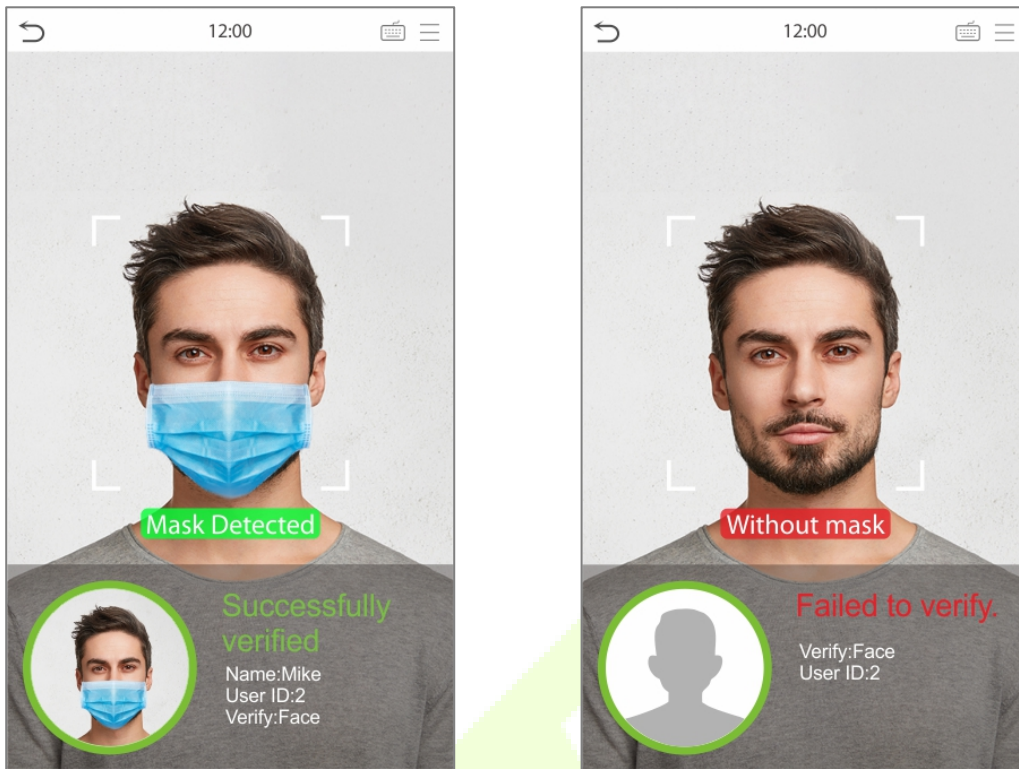 12:00
Mask Detected
Successfully
verified
Name:Mike
User ID:2
Verify:Face
12:00
Without mask
Failed to verify.
Verify:Face
User ID:2